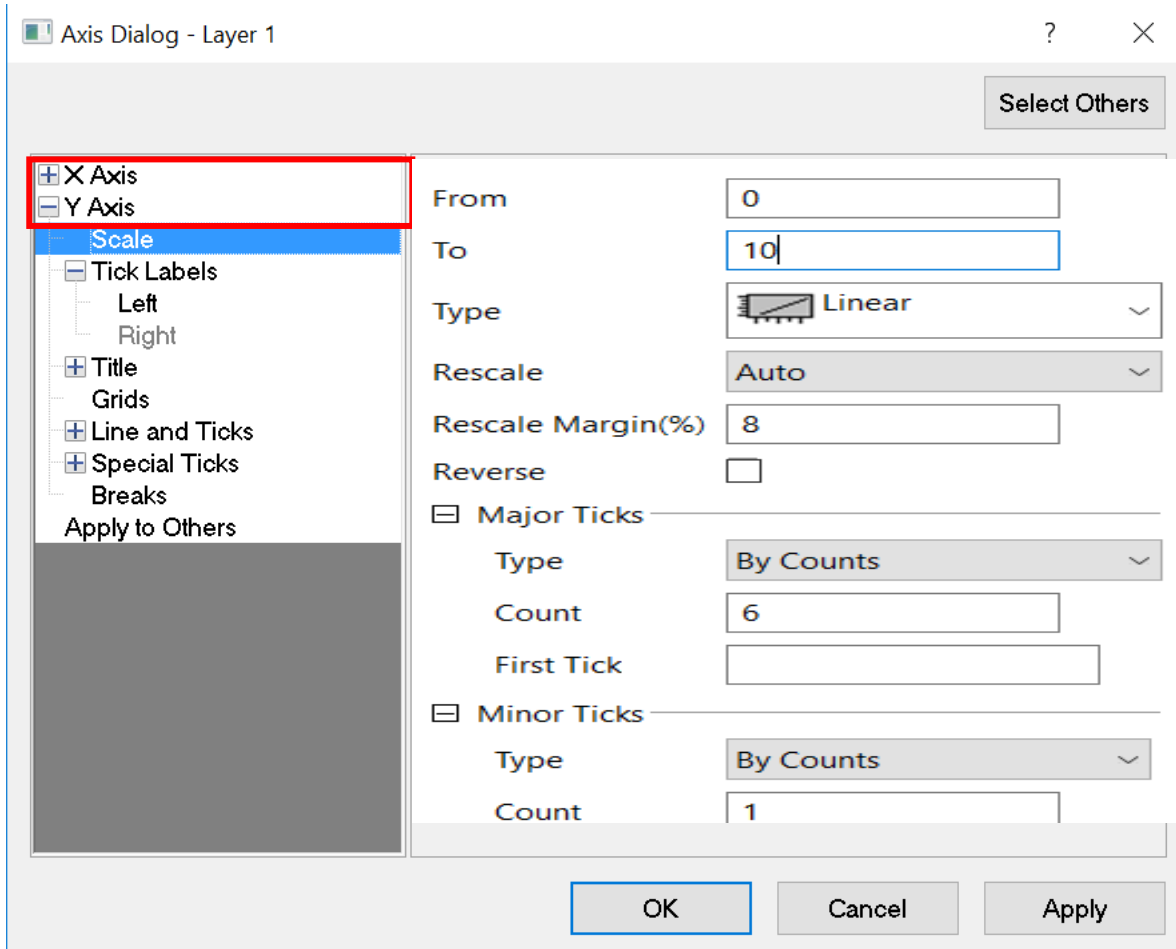 Axis Dialog - Layer 1
?
Select Others
X Axis
Y Axis
Scale
Tick Labels
Left
Right
Title
Grids
Line and Ticks
Special Ticks
Breaks
Apply to Others
From 0
To 10
Type Linear
Rescale Auto
Rescale Margin(%) 8
Reverse
Major Ticks
Type By Counts
Count 6
First Tick
Minor Ticks
Type By Counts
Count 1
OK Cancel Apply